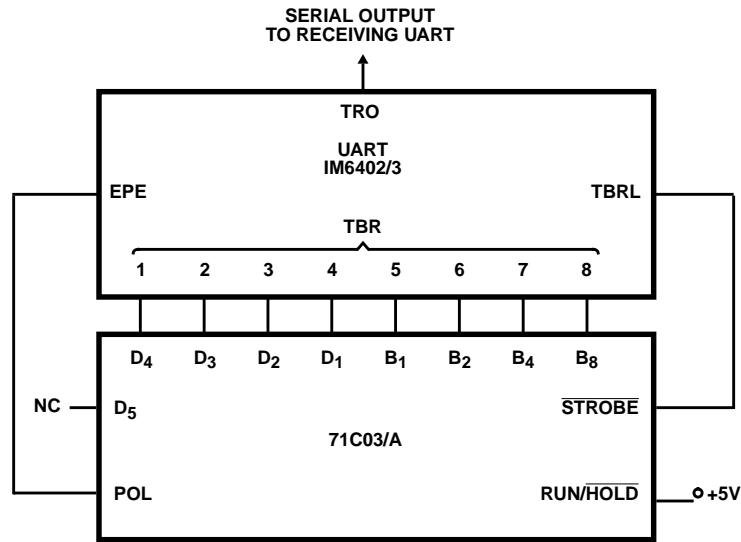 SERIAL OUTPUT
TO RECEIVING UART
TRO
UART
IM6402/3
EPE
TBRL
TBR
1 2 3 4 5 6 7 8
D4 D3 D2 D1 B1 B2 B4 B8
NC
D5
STROBE
71C03/A
POL
RUN/HOLD
+5V